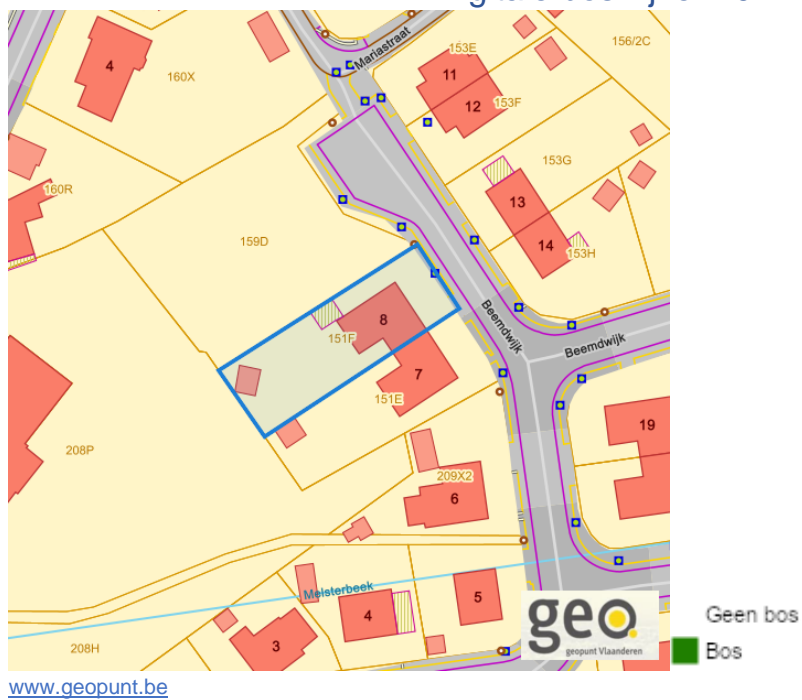 Mariastraat
153E
156/2C
4
160X
11
12
153F
153G
160R
13
14
153H
159D
Beemdwijk
Beemdwijk
8
151F
7
151E
19
208P
209X2
6
Meisterbeek
4
5
3
208H
geo
geopunt Vlaanderen
Geen bos
Bos
www.geopunt.be